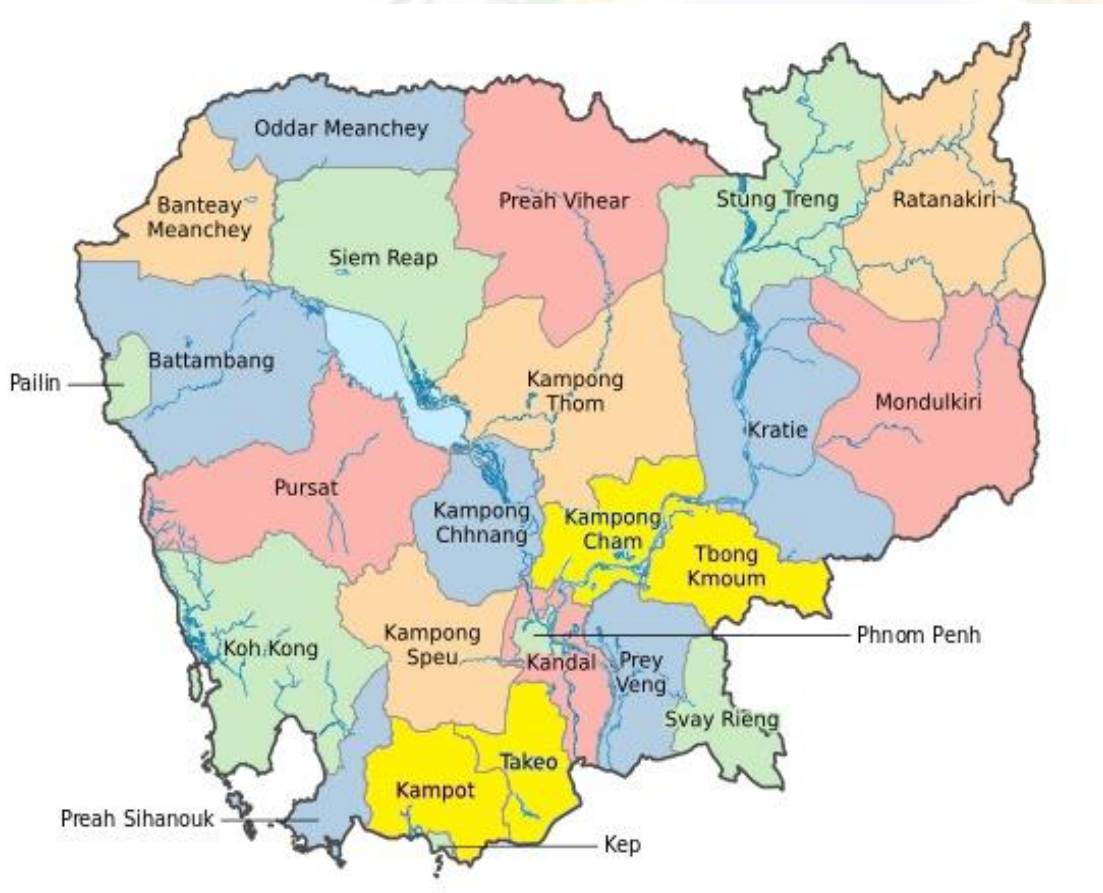 Oddar Meanchey
Banteay
Meanchey
Preah Vihear
Stung Treng
Ratanakiri
Siem Reap
Battambang
Pailin
Kampong
Thom
Kratie
Mondulkiri
Pursat
Kampong
Chhnang
Kampong
Cham
Tbong
Kmoum
Koh Kong
Kampong
Speu
Phnom Penh
Kandal
Prey
Veng
Svay Rieng
Takeo
Kampot
Preah Sihanouk
Kep